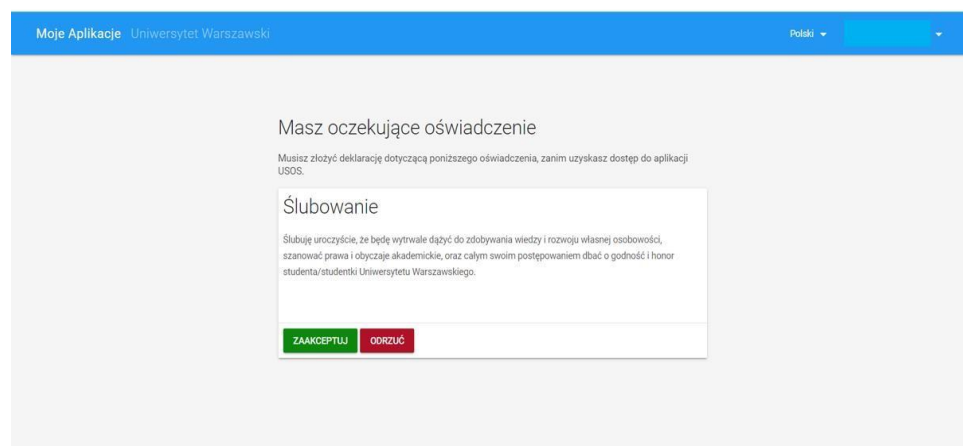 Moje Aplikacje Uniwersytet Warszawski Polski
Masz oczekujące oświadczenie
Musisz złożyć deklarację dotyczącą poniższego oświadczenia, zanim uzyskasz dostęp do aplikacji
USOS.
Ślubowanie
Ślubuję uroczyście, że będę wytrwale dążyć do zdobywania wiedzy i rozwoju własnej osobowości,
szanować prawa i obyczaje akademickie, oraz całym swoim postępowaniem dbać o godność i honor
studenta/studentki Uniwersytetu Warszawskiego.
ZAAKCEPTUJ ODRZUĆ